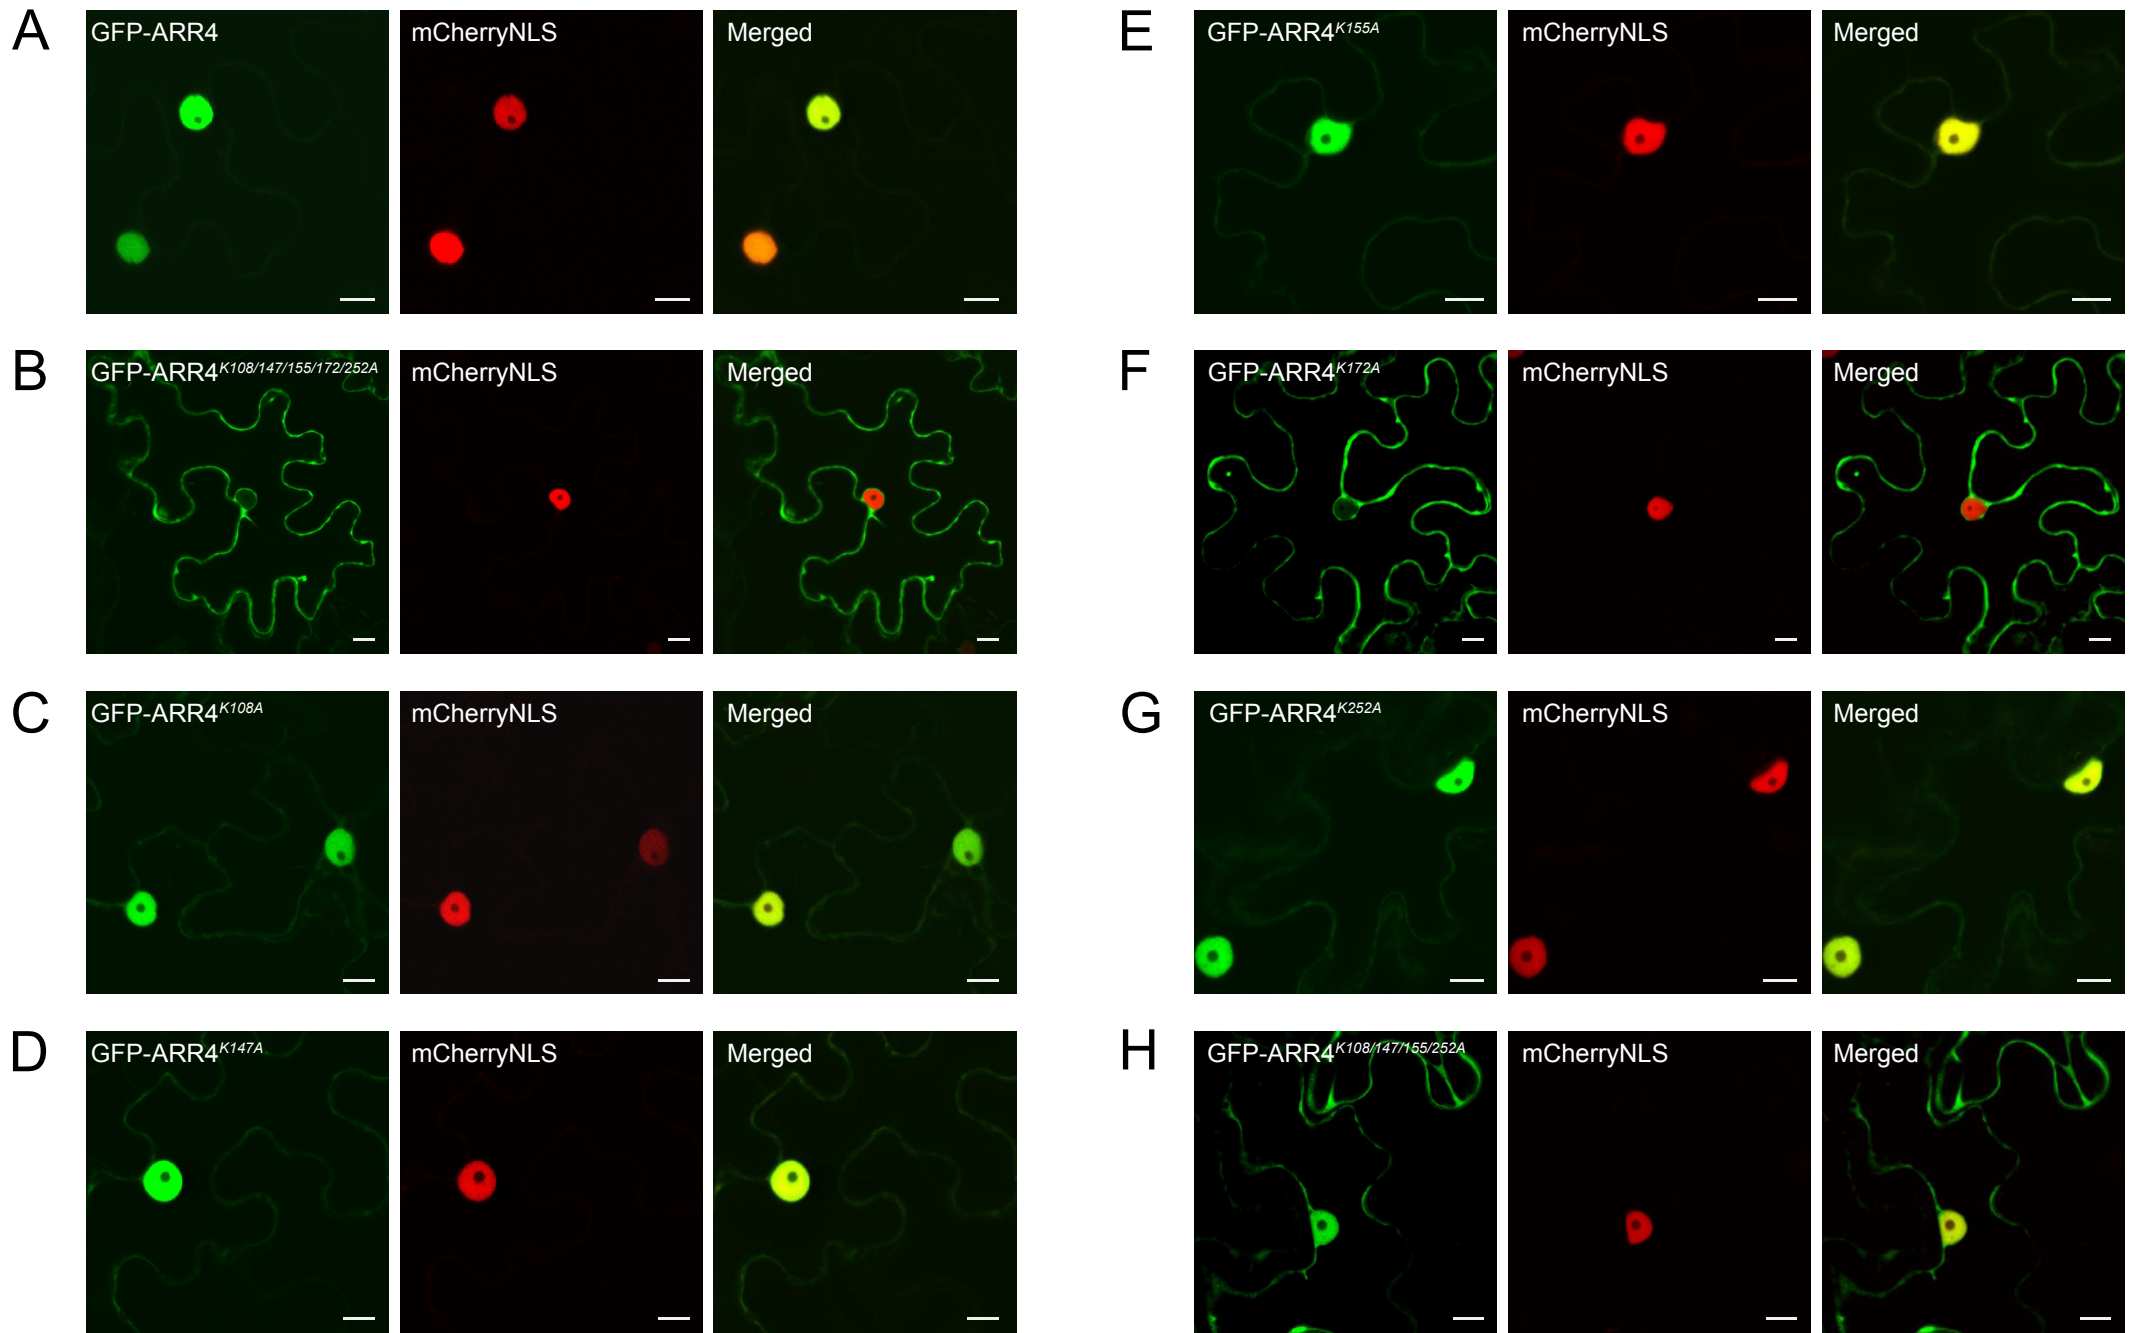 A
GFP-ARR4 mCherryNLS Merged
E
GFP-ARR4K155A mCherryNLS Merged
B
GFP-ARR4K108/147/155/172/252A mCherryNLS Merged
F
GFP-ARR4K172A mCherryNLS Merged
C
GFP-ARR4K108A mCherryNLS Merged
G
GFP-ARR4K252A mCherryNLS Merged
D
GFP-ARR4K147A mCherryNLS Merged
H
GFP-ARR4K108/147/155/252A mCherryNLS Merged